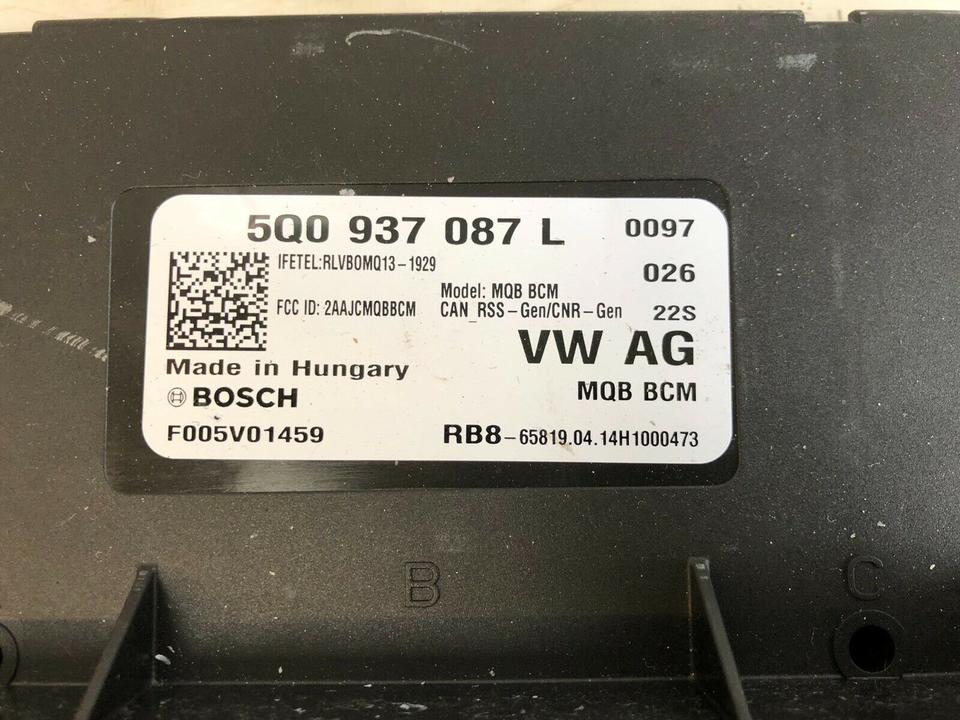 5Q0 937 087 L 0097
IFETEL:RLVBOMQ13-1929 026
Model: MQB BCM
FCC ID: 2AAJCMQBBCM CAN_RSS-Gen/CNR-Gen 22S
VW AG
Made in Hungary
BOSCH MQB BCM
F005V01459 RB8-65819.04.14H1000473
B C